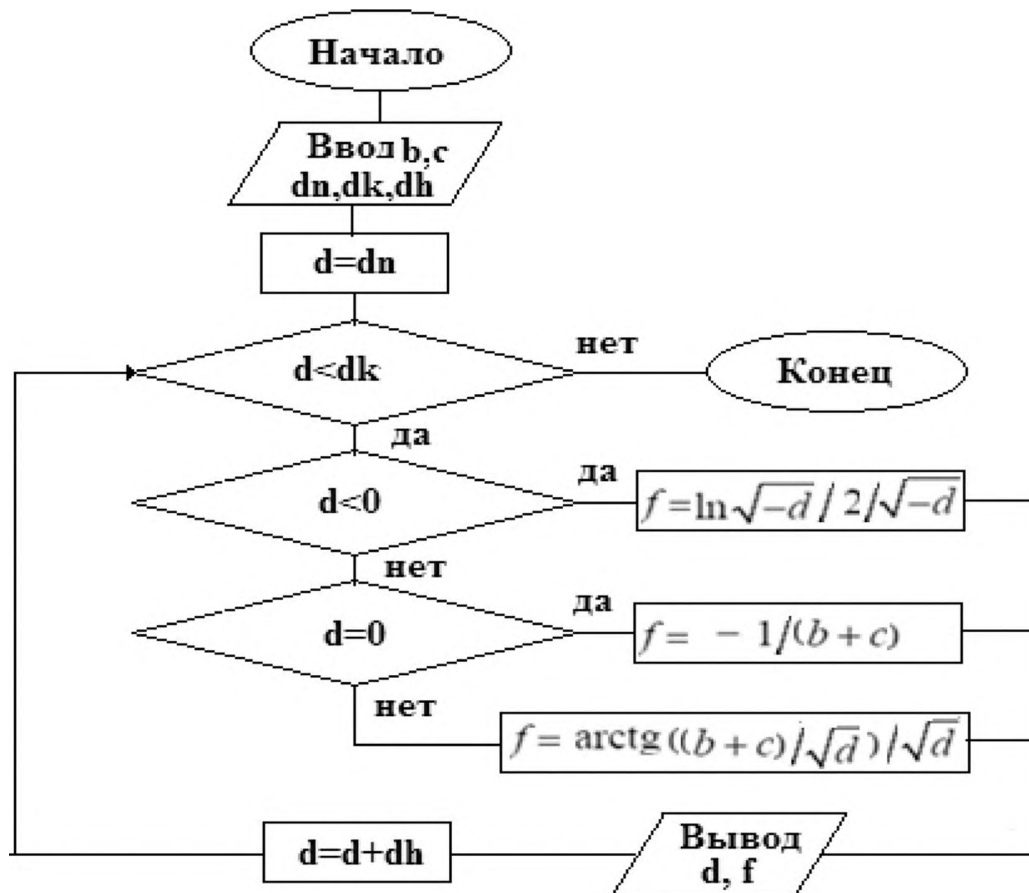 Начало
Ввод b,c
dn,dk,dh
d=dn
d<dk
нет
Конец
да
d<0
да
f=ln√-d / 2/√-d
нет
d=0
да
f= - 1/(b+c)
нет
f= arctg((b+c)/√d)/√d
d=d+dh
Вывод
d, f